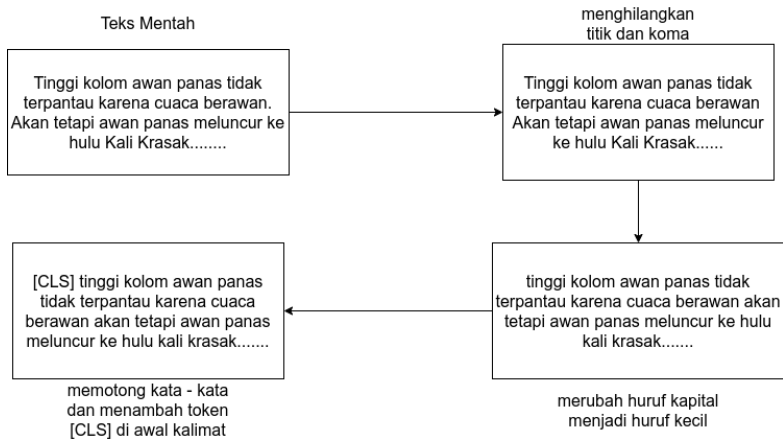 Teks Mentah
Tinggi kolom awan panas tidak
terpantau karena cuaca berawan.
Akan tetapi awan panas meluncur ke
hulu Kali Krasak........
menghilangkan
titik dan koma
Tinggi kolom awan panas tidak
terpantau karena cuaca berawan
Akan tetapi awan panas meluncur
ke hulu Kali Krasak......
tinggi kolom awan panas tidak
terpantau karena cuaca berawan akan
tetapi awan panas meluncur ke hulu
kali krasak.......
merubah huruf kapital
menjadi huruf kecil
[CLS] tinggi kolom awan panas
tidak terpantau karena cuaca
berawan akan tetapi awan panas
meluncur ke hulu kali krasak.......
memotong kata - kata
dan menambah token
[CLS] di awal kalimat